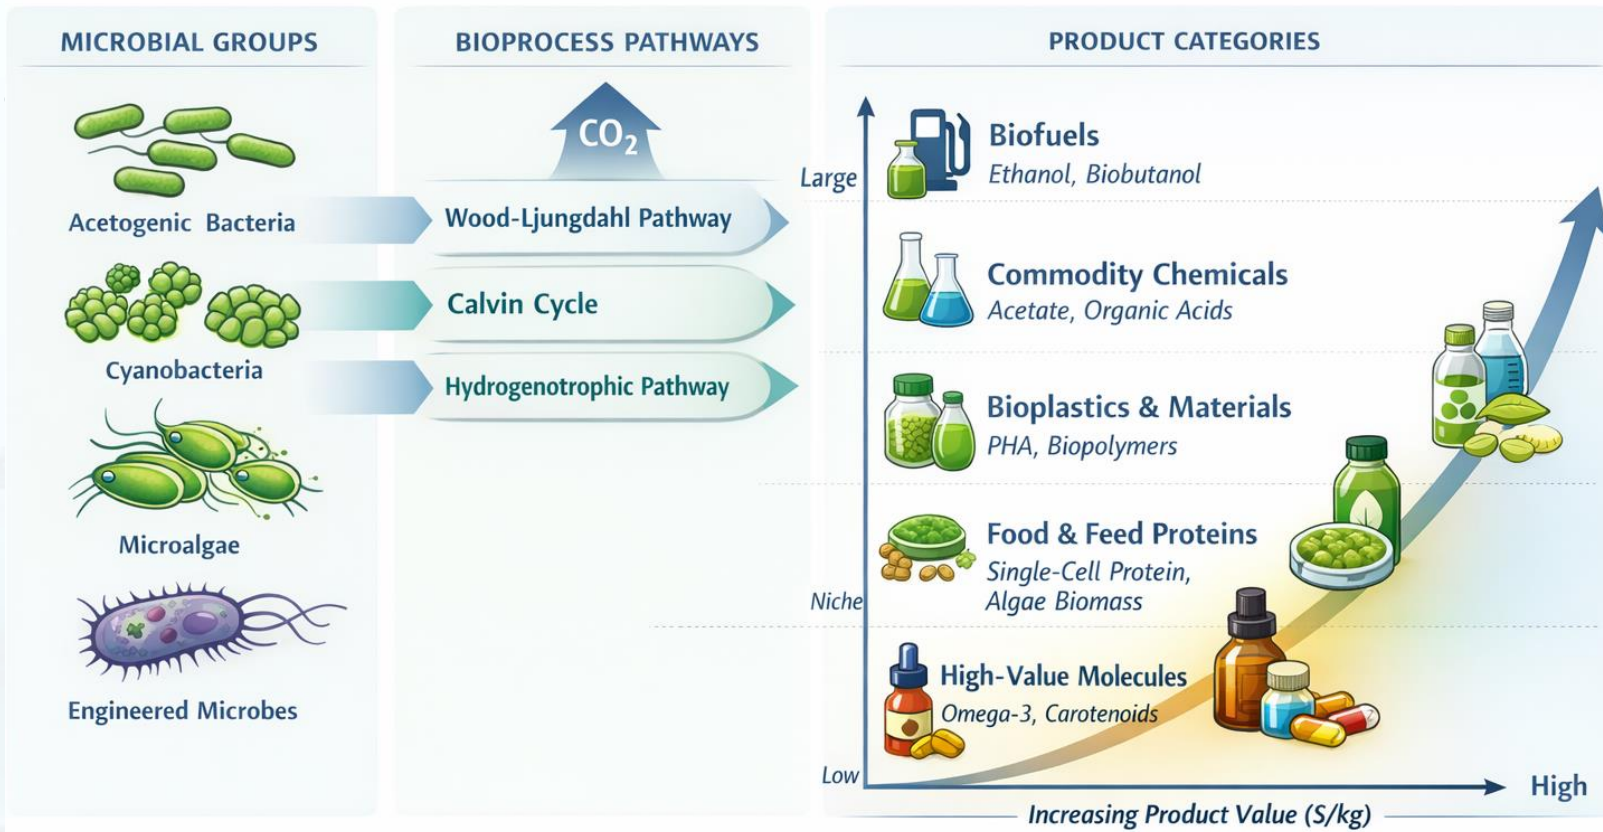 MICROBIAL GROUPS
Acetogenic Bacteria
Cyanobacteria
Microalgae
Engineered Microbes
BIOPROCESS PATHWAYS
CO₂
Wood-Ljungdahl Pathway
Calvin Cycle
Hydrogenotrophic Pathway
PRODUCT CATEGORIES
Large
Biofuels
Ethanol, Biobutanol
Commodity Chemicals
Acetate, Organic Acids
Bioplastics & Materials
PHA, Biopolymers
Food & Feed Proteins
Single-Cell Protein,
Algae Biomass
Niche
High-Value Molecules
Omega-3, Carotenoids
Low
High
Increasing Product Value (S/kg)